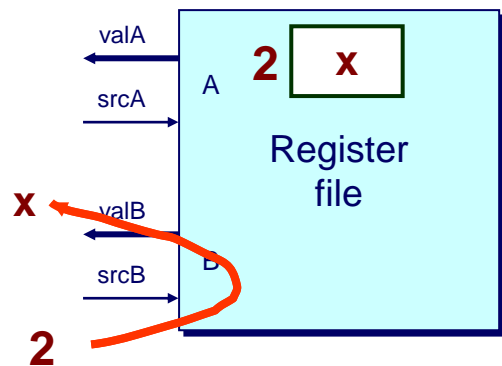 valA
2 x
A
srcA
Register
file
x
valB
B
srcB
2